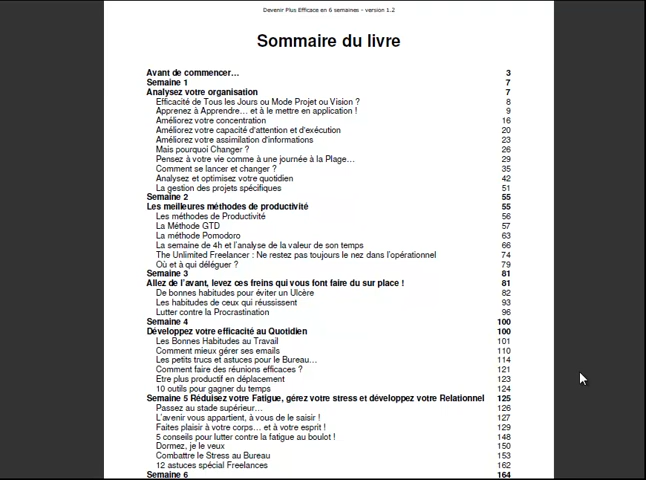 Devenir Plus Efficace en 6 semaines - version 1.2
Sommaire du livre
Avant de commencer… 3
Semaine 1 7
Analysez votre organisation 7
Efficacité de Tous les Jours ou Mode Projet ou Vision ? 8
Apprenez à Apprendre… et à le mettre en application ! 9
Améliorez votre concentration 16
Améliorez votre capacité d'attention et d'exécution 20
Améliorez votre assimilation d'informations 23
Mais pourquoi Changer ? 26
Pensez à votre vie comme à une journée à la Plage… 29
Comment se lancer et changer ? 35
Analysez et optimisez votre quotidien 42
La gestion des projets spécifiques 51
Semaine 2 55
Les meilleures méthodes de productivité 55
Les méthodes de Productivité 56
La Méthode GTD 57
La méthode Pomodoro 63
La semaine de 4h et l'analyse de la valeur de son temps 66
The Unlimited Freelancer : Ne restez pas toujours le nez dans l'opérationnel 74
Où et à qui déléguer ? 79
Semaine 3 81
Allez de l'avant, levez ces freins qui vous font faire du sur place ! 81
De bonnes habitudes pour éviter un Ulcère 82
Les habitudes de ceux qui réussissent 93
Lutter contre la Procrastination 96
Semaine 4 100
Développez votre efficacité au Quotidien 100
Les Bonnes Habitudes au Travail 101
Comment mieux gérer ses emails 110
Les petits trucs et astuces pour le Bureau… 114
Comment faire des réunions efficaces ? 121
Etre plus productif en déplacement 123
10 outils pour gagner du temps 124
Semaine 5 Réduisez votre Fatigue, gérez votre stress et développez votre Relationnel 125
Passez au stade supérieur… 126
L'avenir vous appartient, à vous de le saisir ! 127
Faites plaisir à votre corps… et à votre esprit ! 129
5 conseils pour lutter contre la fatigue au boulot ! 148
Dormez, je le veux 150
Combattre le Stress au Bureau 153
12 astuces spécial Freelances 162
Semaine 6 164